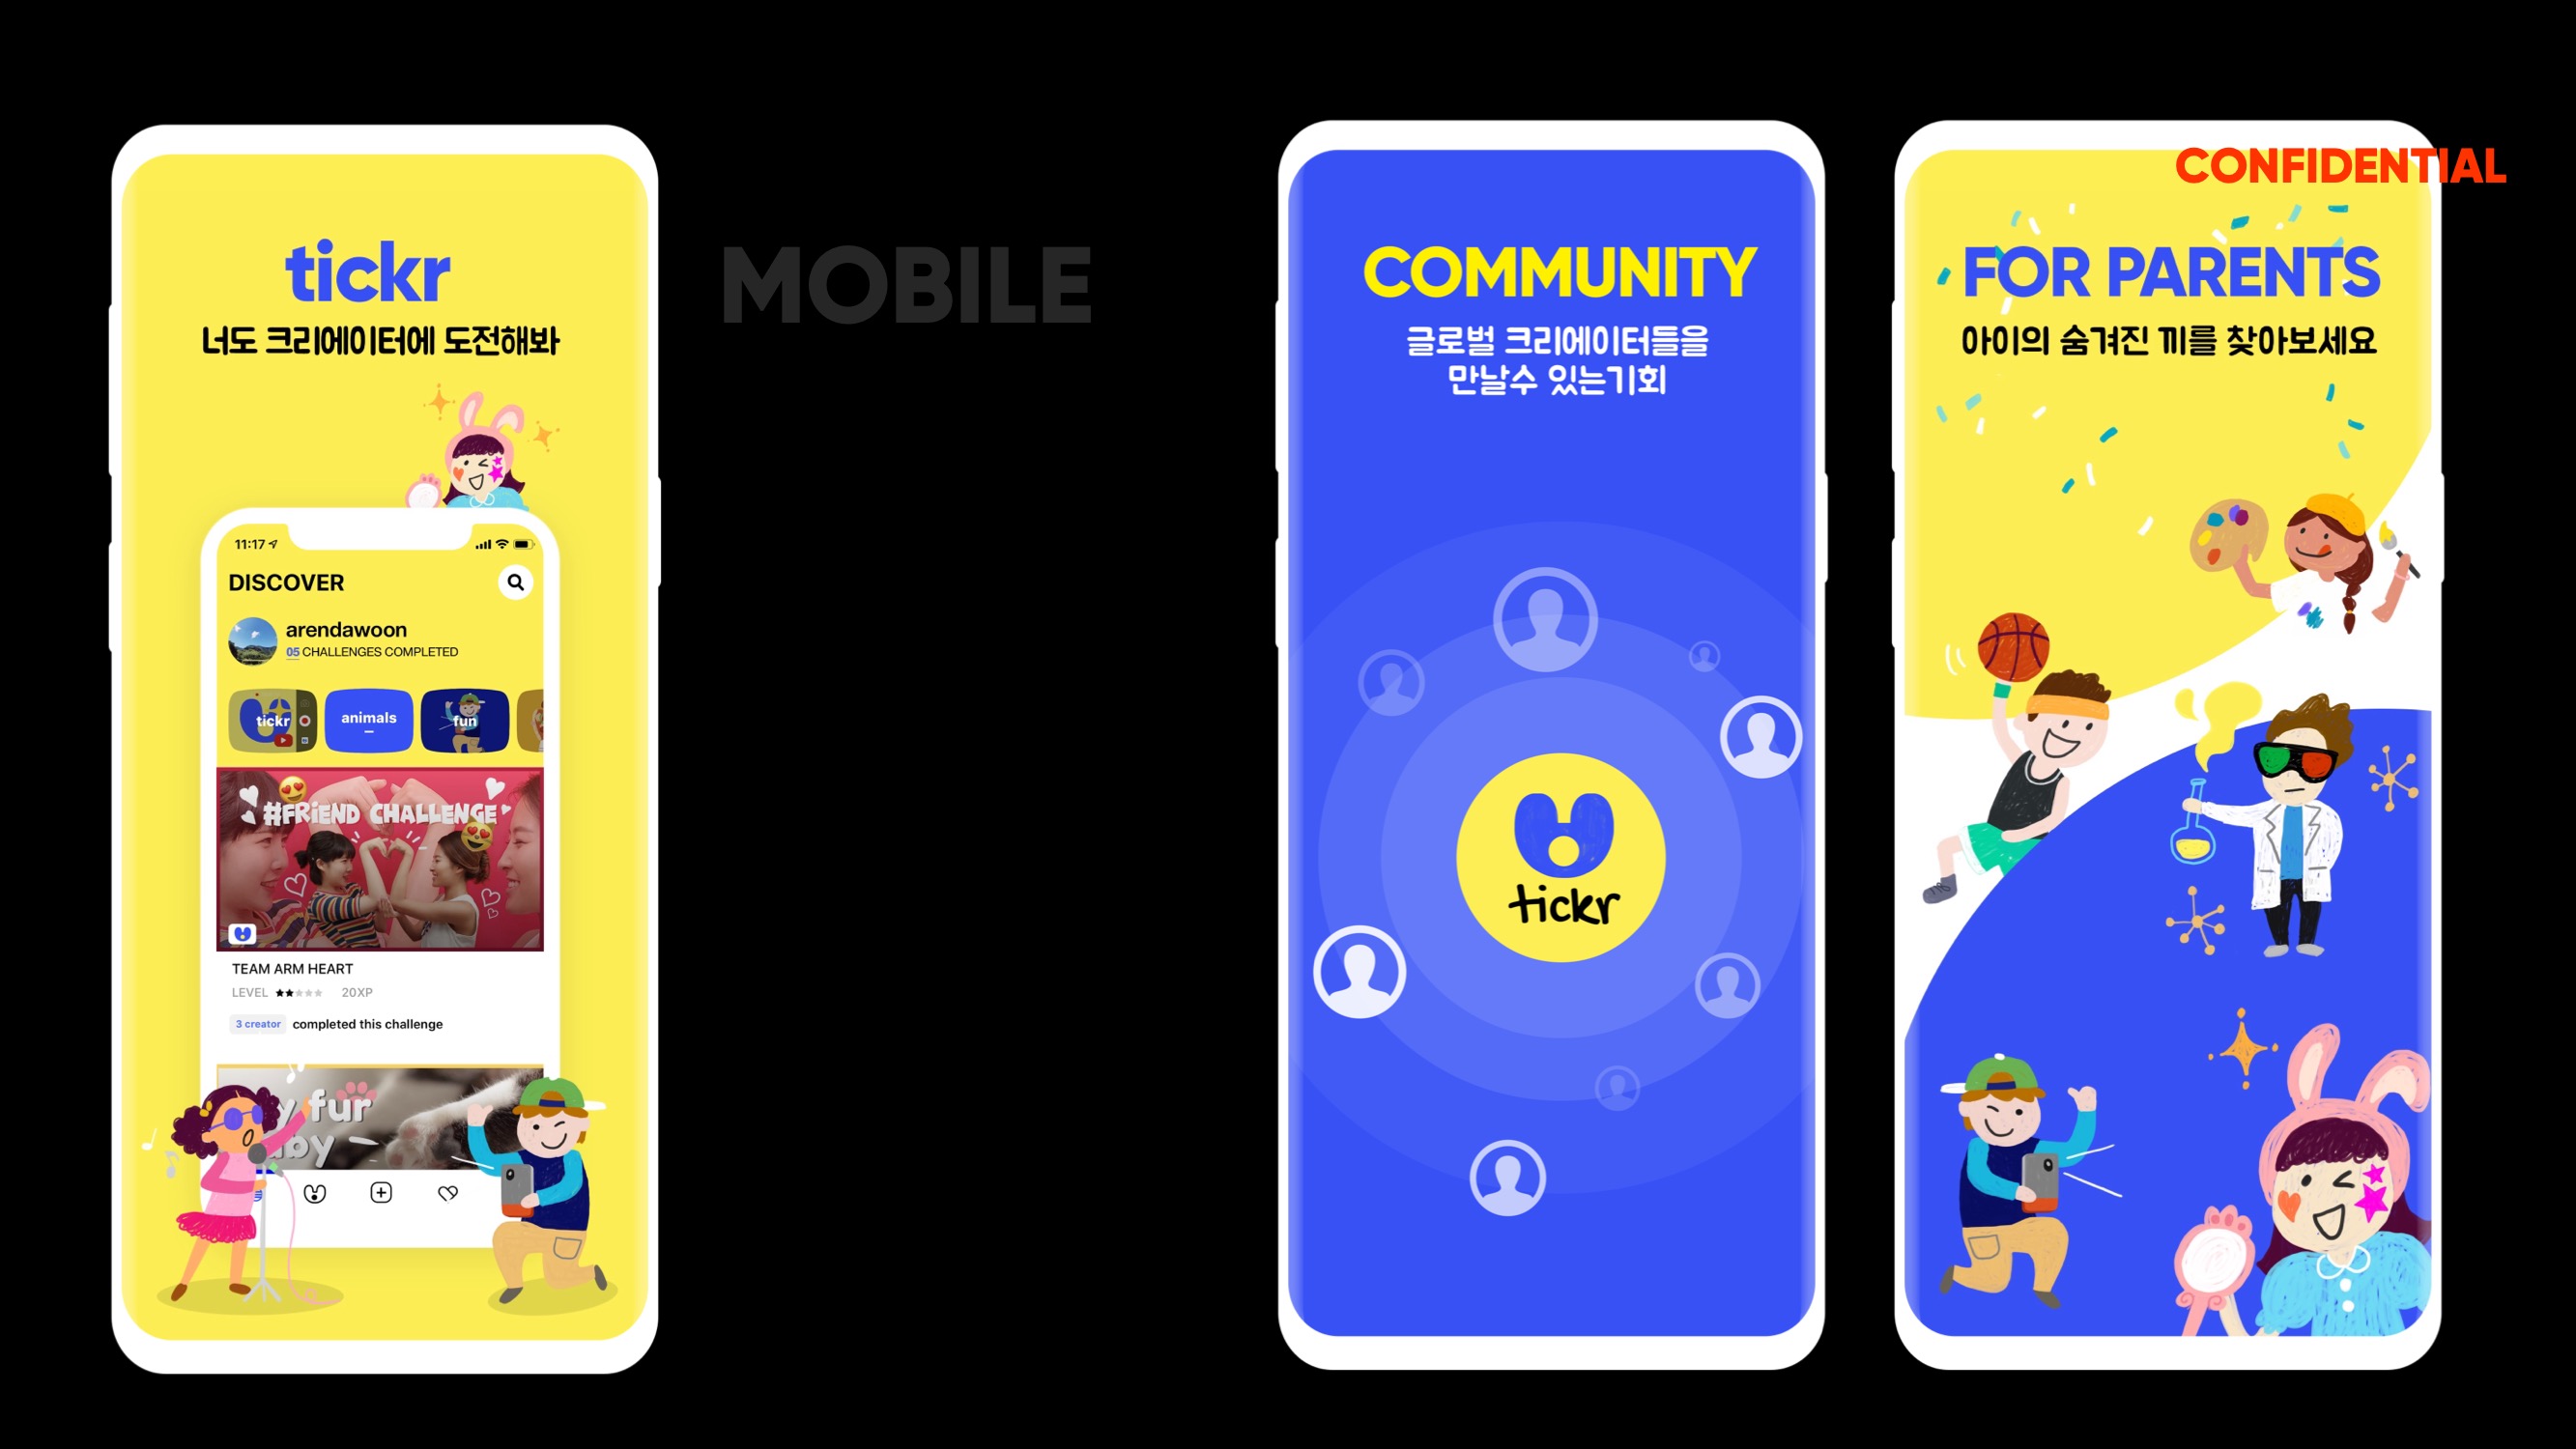 CONFIDENTIAL
tickr
너도 크리에이터에 도전해봐
11:17
DISCOVER
arendawoon
05 CHALLENGES COMPLETED
tickr
animals
fun
#FRiEND CHALLENGE
TEAM ARM HEART
LEVEL
20XP
3 creator completed this challenge
fur
MOBILE
COMMUNITY
글로벌 크리에이터들을
만날수 있는기회
tickr
FOR PARENTS
아이의 숨겨진 끼를 찾아보세요